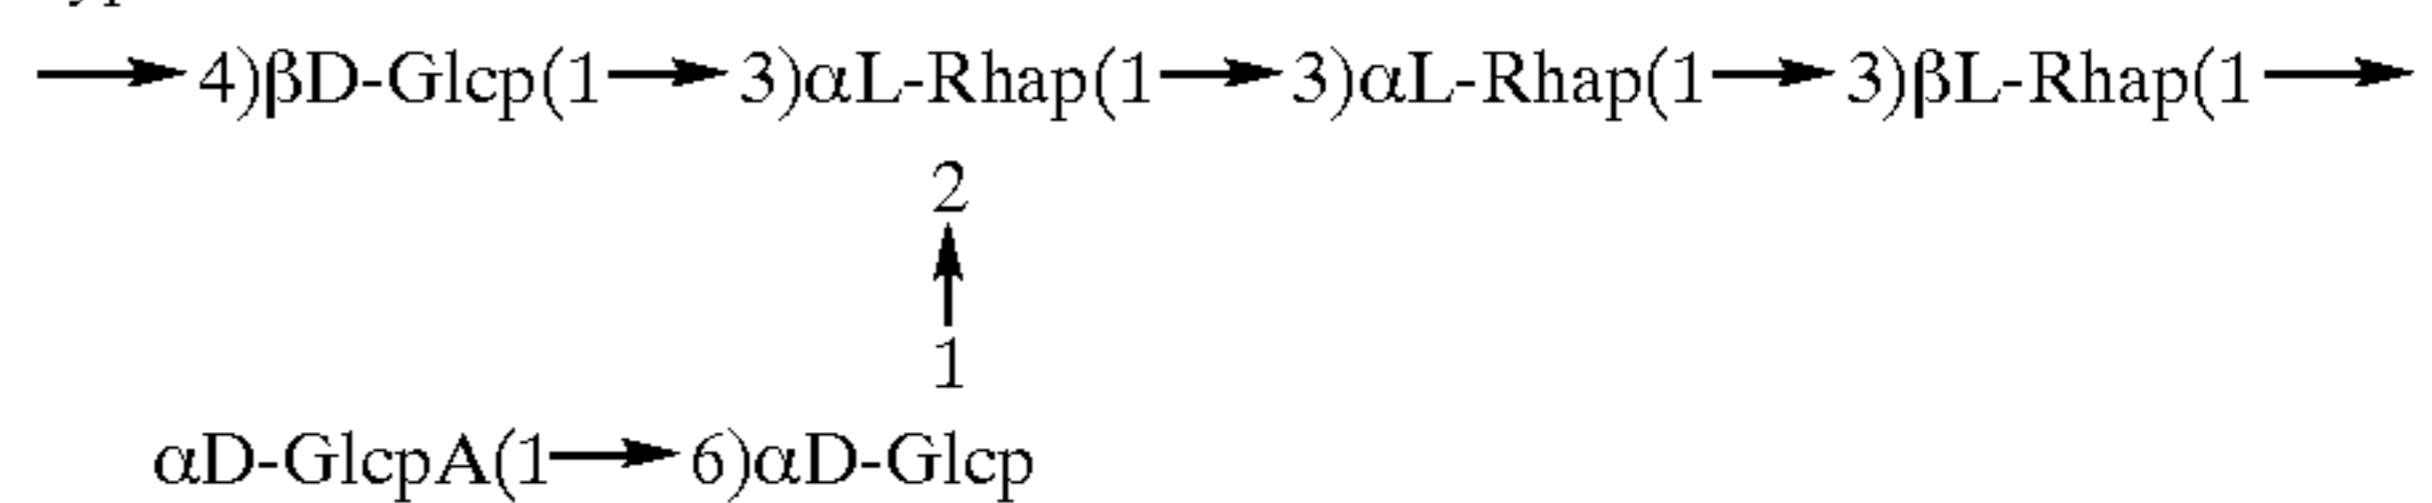 ⟶4)βD-Glcp(1⟶3)αL-Rhap(1⟶3)αL-Rhap(1⟶3)βL-Rhap(1⟶
2
↑
1
αD-GlcpA(1⟶6)αD-Glcp